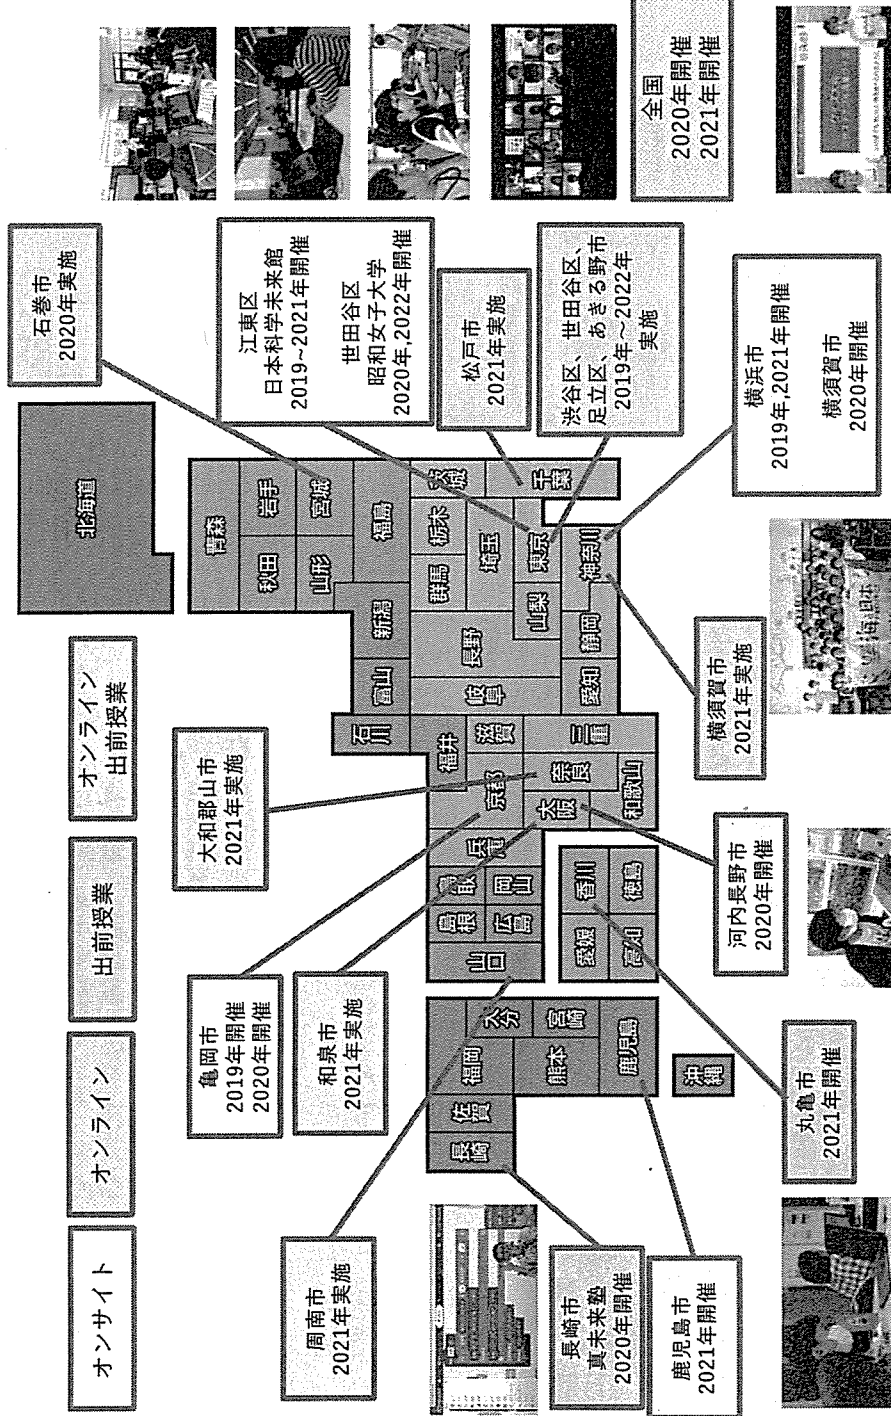 オンサイト
オンライン
出前授業
オンライン
出前授業
周南市
2021年実施
亀岡市
2019年開催
2020年開催
和泉市
2021年実施
大和郡山市
2021年実施
石巻市
2020年実施
江東区
日本科学未来館
2019~2021年開催
世田谷区
昭和女子大学
2020年,2022年開催
松戸市
2021年実施
渋谷区、世田谷区、
足立区、あきる野市
2019年～2022年
実施
横浜市
2019年,2021年開催
横須賀市
2020年開催
横須賀市
2021年実施
河内長野市
2020年開催
丸亀市
2021年開催
長崎市
真未来塾
2020年開催
鹿児島市
2021年開催
全国
2020年開催
2021年開催
北海道
青森
秋田
岩手
山形
宮城
福島
新潟
富山
石川
福井
群馬
栃木
茨城
埼玉
千葉
東京
神奈川
山梨
長野
岐阜
静岡
愛知
滋賀
三重
京都
奈良
大阪
和歌山
兵庫
鳥取
岡山
島根
広島
山口
香川
徳島
愛媛
高知
福岡
大分
佐賀
長崎
熊本
宮崎
鹿児島
沖縄